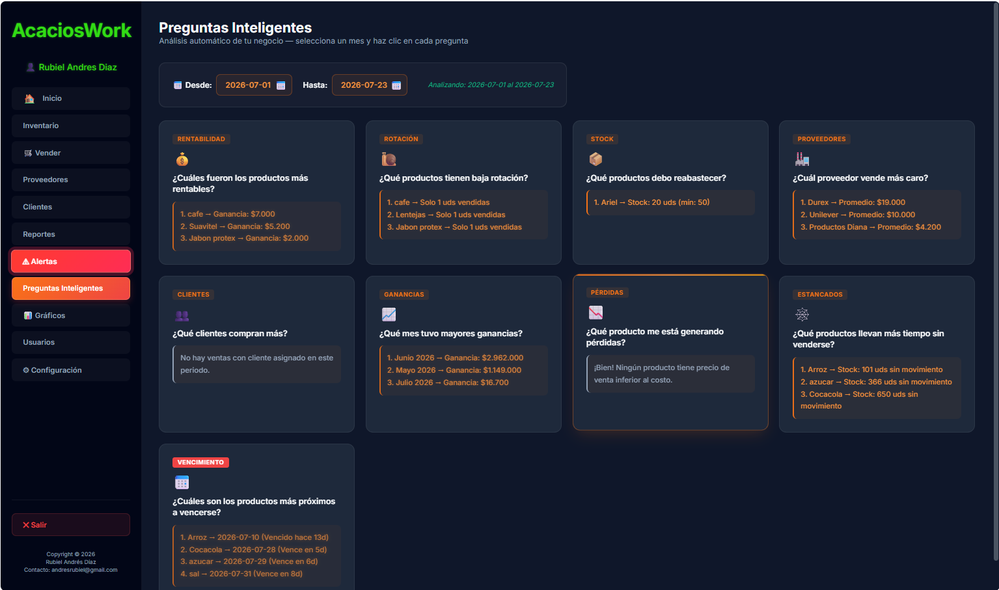 AcaciosWork
Rubiel Andres Diaz
Inicio
Inventario
Vender
Proveedores
Clientes
Reportes
Alertas
Preguntas Inteligentes
Gráficos
Usuarios
Configuración
Salir
Copyright © 2026
Rubiel Andrés Díaz
Contacto: andresrubiel@gmail.com
Preguntas Inteligentes
Análisis automático de tu negocio — selecciona un mes y haz clic en cada pregunta
Desde: 2026-07-01 Hasta: 2026-07-23 Analizando: 2026-07-01 al 2026-07-23
RENTABILIDAD
¿Cuáles fueron los productos más
rentables?
1. cafe → Ganancia: $7.000
2. Suavitel → Ganancia: $5.200
3. Jabon protex → Ganancia: $2.000
ROTACIÓN
¿Qué productos tienen baja rotación?
1. cafe → Solo 1 uds vendidas
2. Lentejas → Solo 1 uds vendidas
3. Jabon protex → Solo 1 uds vendidas
STOCK
¿Qué productos debo reabastecer?
1. Ariel → Stock: 20 uds (mín: 50)
PROVEEDORES
¿Cuál proveedor vende más caro?
1. Durex → Promedio: $19.000
2. Unilever → Promedio: $10.000
3. Productos Diana → Promedio: $4.200
CLIENTES
¿Qué clientes compran más?
No hay ventas con cliente asignado en este
periodo.
GANANCIAS
¿Qué mes tuvo mayores ganancias?
1. Junio 2026 → Ganancia: $2.962.000
2. Mayo 2026 → Ganancia: $1.149.000
3. Julio 2026 → Ganancia: $16.700
PÉRDIDAS
¿Qué producto me está generando
pérdidas?
¡Bien! Ningún producto tiene precio de
venta inferior al costo.
ESTANCADOS
¿Qué productos llevan más tiempo sin
venderse?
1. Arroz → Stock: 101 uds sin movimiento
2. azucar → Stock: 366 uds sin movimiento
3. Cocacola → Stock: 650 uds sin
movimiento
VENCIMIENTO
¿Cuáles son los productos más próximos
a vencerse?
1. Arroz → 2026-07-10 (Vencido hace 13d)
2. Cocacola → 2026-07-28 (Vence en 5d)
3. azucar → 2026-07-29 (Vence en 6d)
4. sal → 2026-07-31 (Vence en 8d)